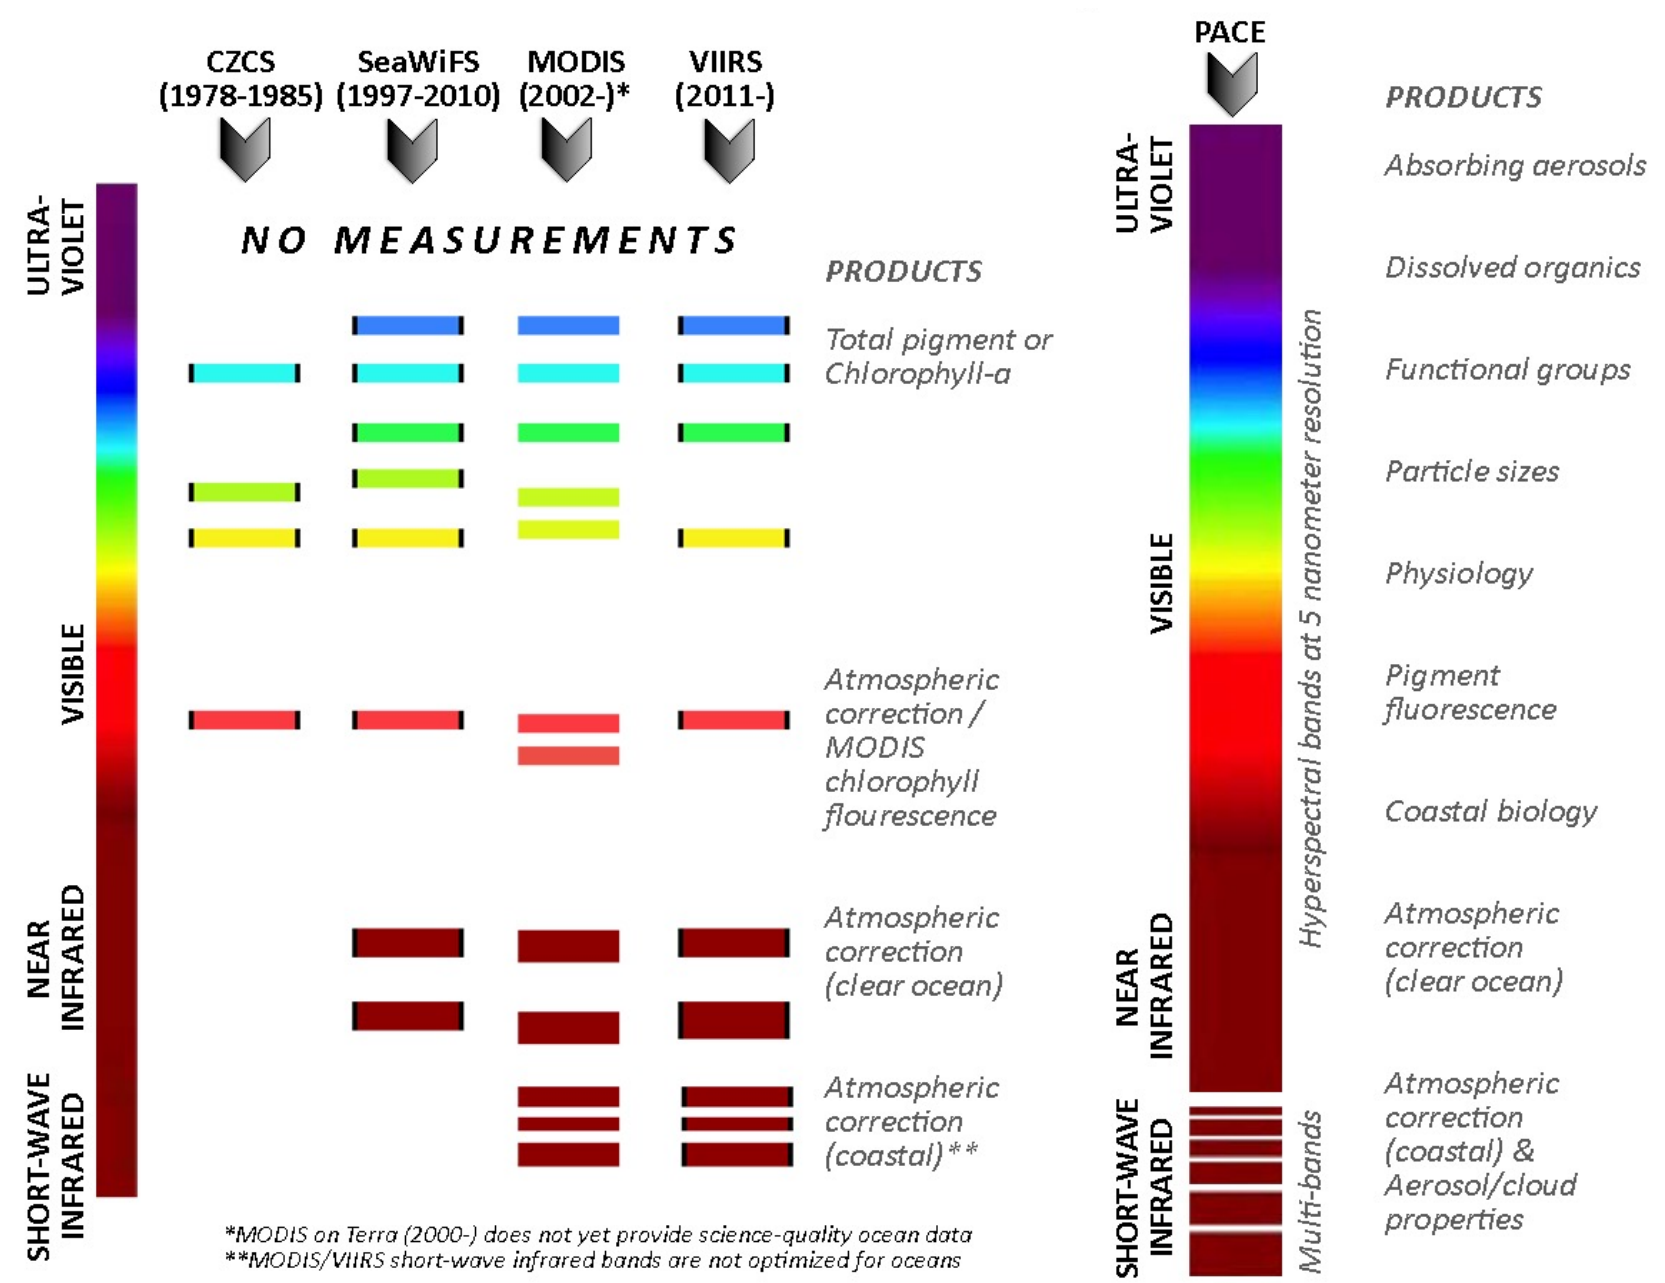 CZCS
(1978-1985)
SeaWiFS
(1997-2010)
MODIS
(2002-)*
VIIRS
(2011-)
ULTRA-
VIOLET
VISIBLE
NEAR
INFRARED
SHORT-WAVE
INFRARED
NO MEASUREMENTS
PRODUCTS
Total pigment or
Chlorophyll-a
Atmospheric
correction /
MODIS
chlorophyll
flourescence
Atmospheric
correction
(clear ocean)
Atmospheric
correction
(coastal)**
*MODIS on Terra (2000-) does not yet provide science-quality ocean data
**MODIS/VIIRS short-wave infrared bands are not optimized for oceans
PACE
ULTRA-
VIOLET
VISIBLE
NEAR
INFRARED
SHORT-WAVE
INFRARED
Hyperspectral bands at 5 nanometer resolution
Multi-bands
PRODUCTS
Absorbing aerosols
Dissolved organics
Functional groups
Particle sizes
Physiology
Pigment
fluorescence
Coastal biology
Atmospheric
correction
(clear ocean)
Atmospheric
correction
(coastal) &
Aerosol/cloud
properties